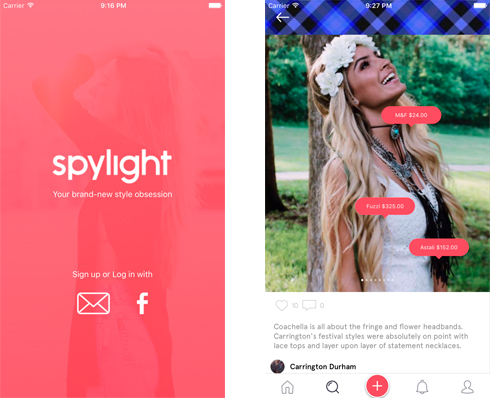 Carrier
9:16 PM
spylight
Your brand-new style obsession
Sign up or Log in with
Carrier
9:27 PM
M&F $24.00
Fuzzi $325.00
Astali $162.00
10
0
Coachella is all about the fringe and flower headbands.
Carrington's festival styles were absolutely on point with
lace tops and layer upon layer of statement necklaces.
Carrington Durham